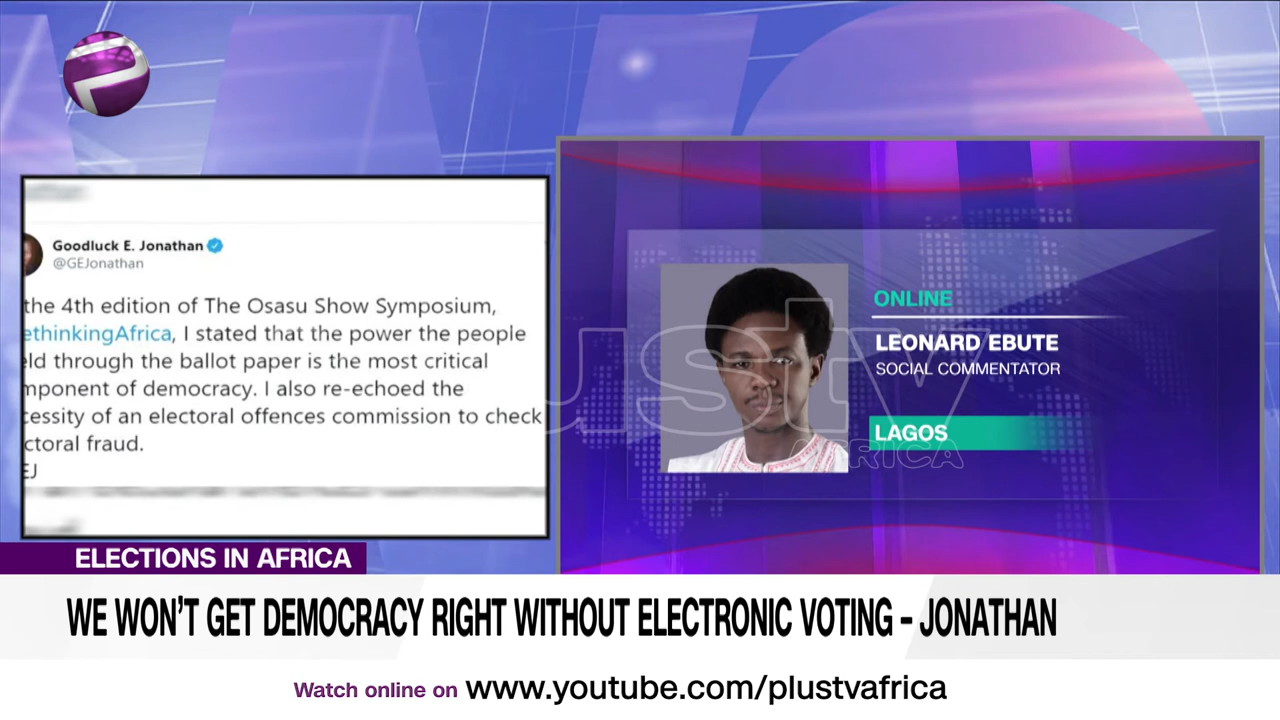 Goodluck E. Jonathan
@GEJonathan
the 4th edition of The Osasu Show Symposium,
ethinkingAfrica, I stated that the power the people
ld through the ballot paper is the most critical
mponent of democracy. I also re-echoed the
cessity of an electoral offences commission to check
ctoral fraud.
EJ
ONLINE
LEONARD EBUTE
SOCIAL COMMENTATOR
LAGOS
ustv
AFRICA
ELECTIONS IN AFRICA
WE WON'T GET DEMOCRACY RIGHT WITHOUT ELECTRONIC VOTING – JONATHAN
Watch online on www.youtube.com/plustvafrica